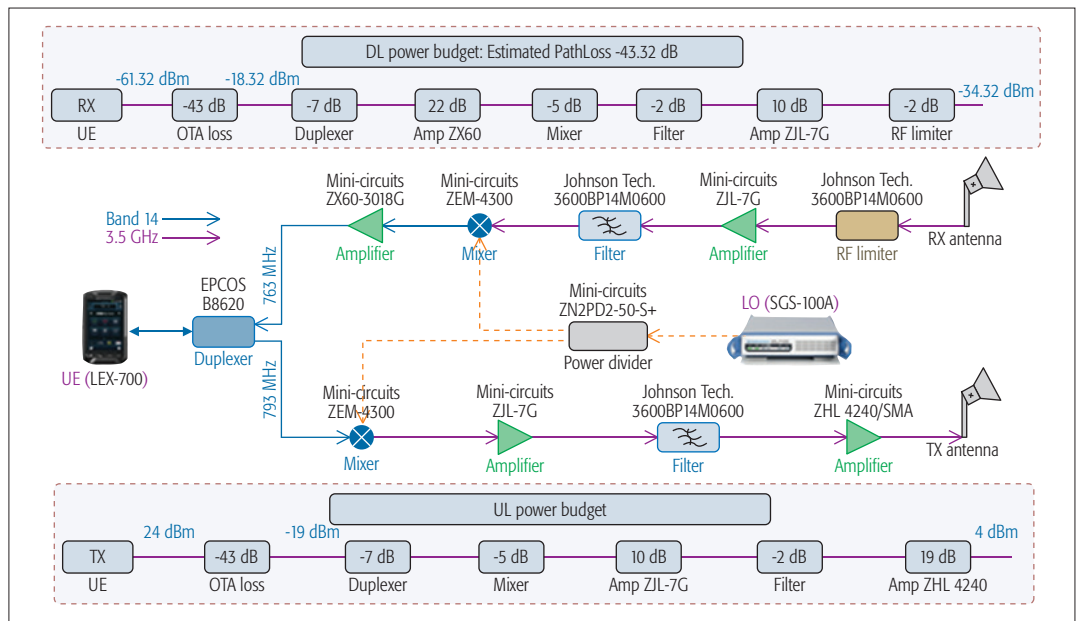 DL power budget: Estimated PathLoss -43.32 dB
-61.32 dBm
-18.32 dBm
-34.32 dBm
RX
-43 dB
-7 dB
22 dB
-5 dB
-2 dB
10 dB
-2 dB
UE
OTA loss
Duplexer
Amp ZX60
Mixer
Filter
Amp ZJL-7G
RF limiter
Mini-circuits
ZX60-3018G
Mini-circuits
ZEM-4300
Johnson Tech.
3600BP14M0600
Mini-circuits
ZJL-7G
Johnson Tech.
3600BP14M0600
Band 14
3.5 GHz
Amplifier
Mixer
Filter
Amplifier
RF limiter
RX antenna
763 MHz
EPCOS
B8620
Duplexer
UE (LEX-700)
793 MHz
Mini-circuits
ZN2PD2-50-S+
Power divider
LO (SGS-100A)
Mini-circuits
ZEM-4300
Mini-circuits
ZJL-7G
Johnson Tech.
3600BP14M0600
Mini-circuits
ZHL 4240/SMA
Mixer
Amplifier
Filter
Amplifier
TX antenna
UL power budget
24 dBm
-19 dBm
4 dBm
TX
-43 dB
-7 dB
-5 dB
10 dB
-2 dB
19 dB
UE
OTA loss
Duplexer
Mixer
Amp ZJL-7G
Filter
Amp ZHL 4240